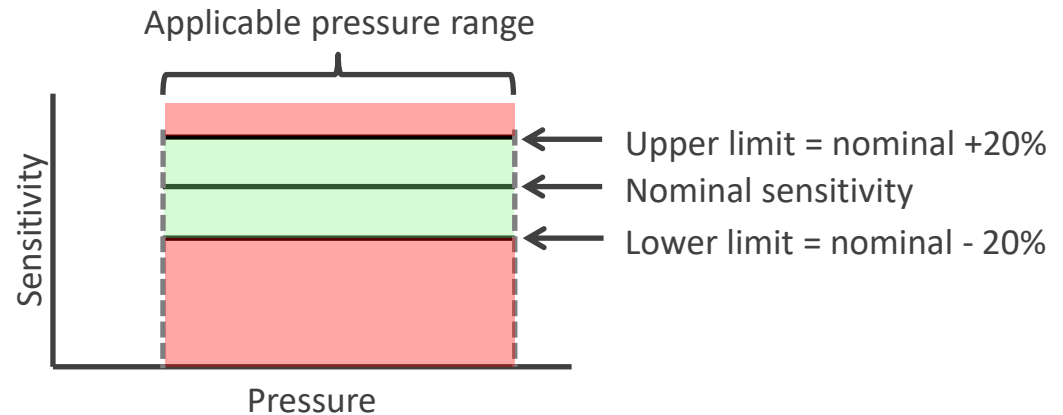 Applicable pressure range
Upper limit = nominal +20%
Nominal sensitivity
Lower limit = nominal - 20%
Sensitivity
Pressure